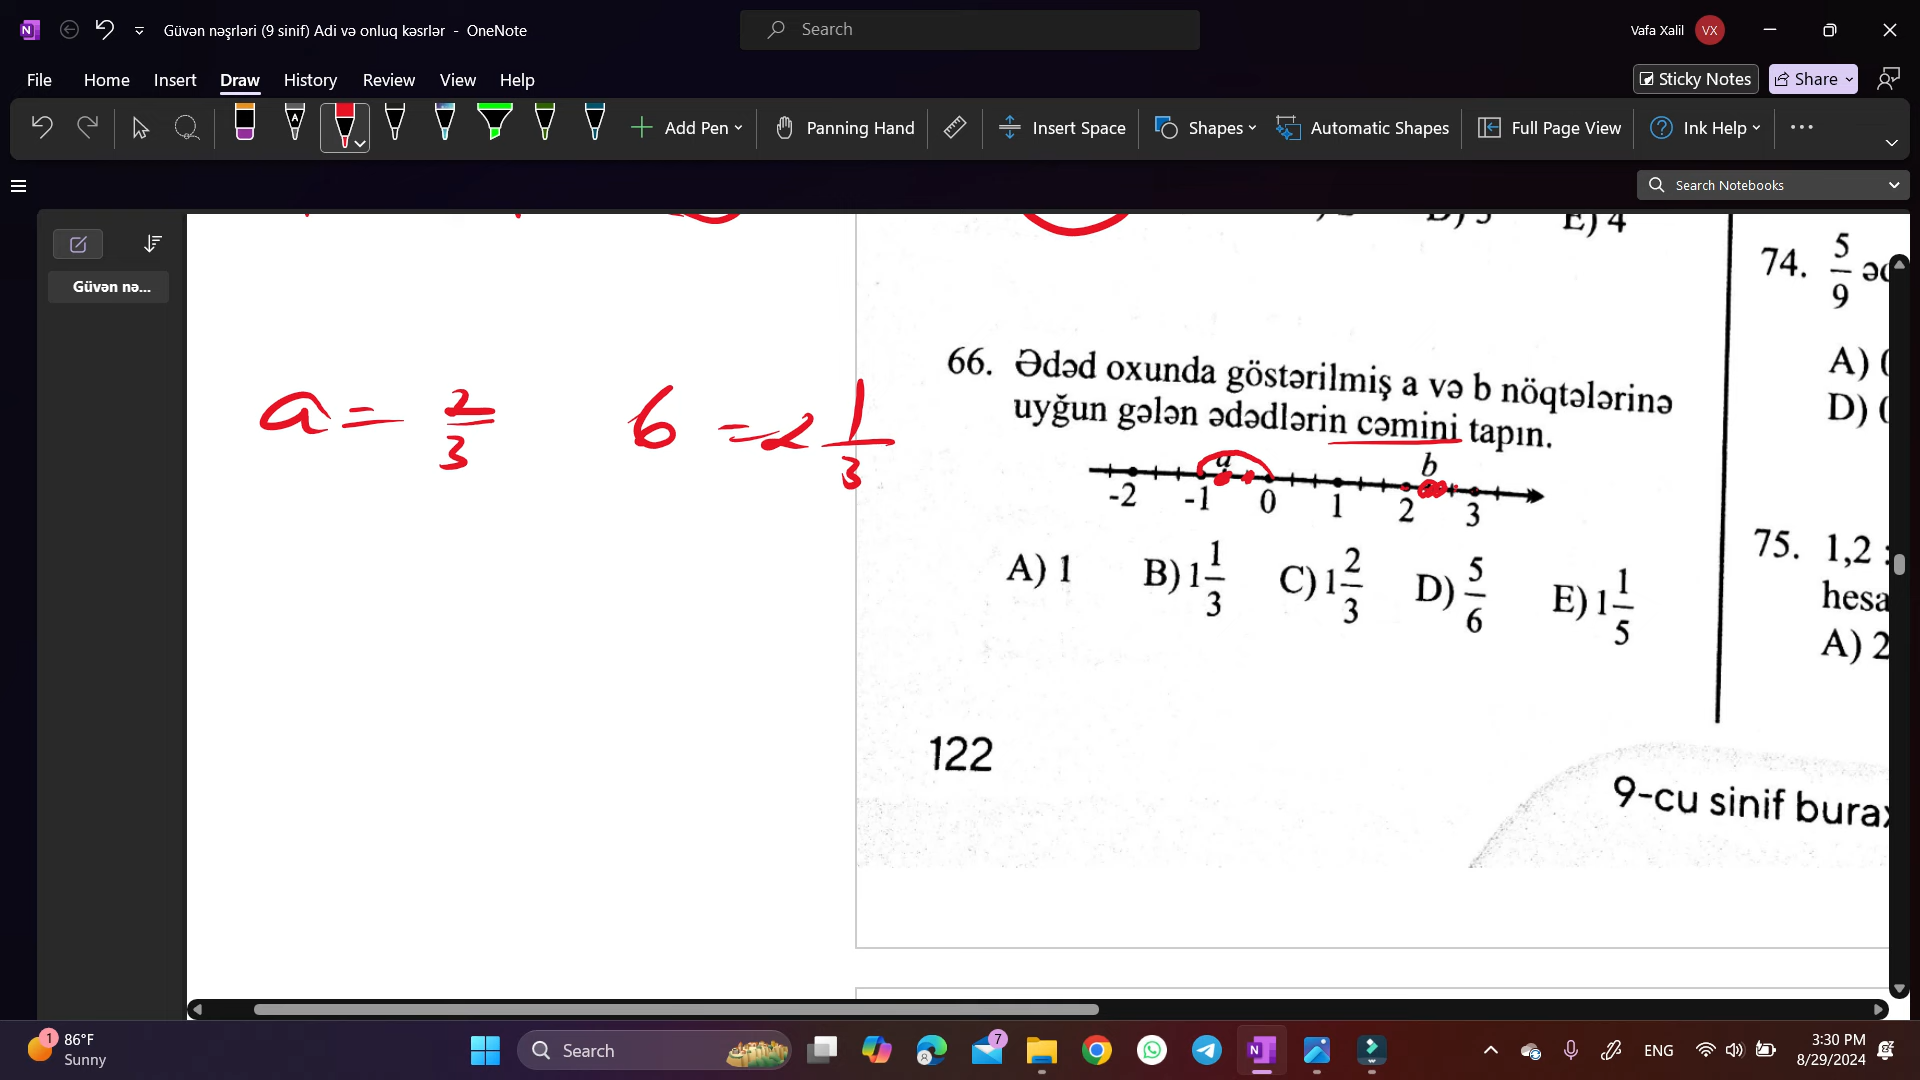 Güvən nəşrləri (9 sinif) Adi və onluq kəsrlər - OneNote
Search
Vafa Xalil VX
File Home Insert Draw History Review View Help
Sticky Notes Share
Add Pen Panning Hand Insert Space Shapes Automatic Shapes Full Page View Ink Help
Search Notebooks
Güvən nə...
E) 4
74. 5/9 əd
A) (
D) (
66. Ədəd oxunda göstərilmiş a və b nöqtələrinə
uyğun gələn ədədlərin cəmini tapın.
a b
-2 -1 0 1 2 3
A) 1 B) 1 1/3 C) 1 2/3 D) 5/6 E) 1 1/5
a = - 2/3 b = 2 1/3
75. 1,2 :
hesa
A) 2
122
9-cu sinif burax
86°F
Sunny
1
Search
7
ENG
3:30 PM
8/29/2024